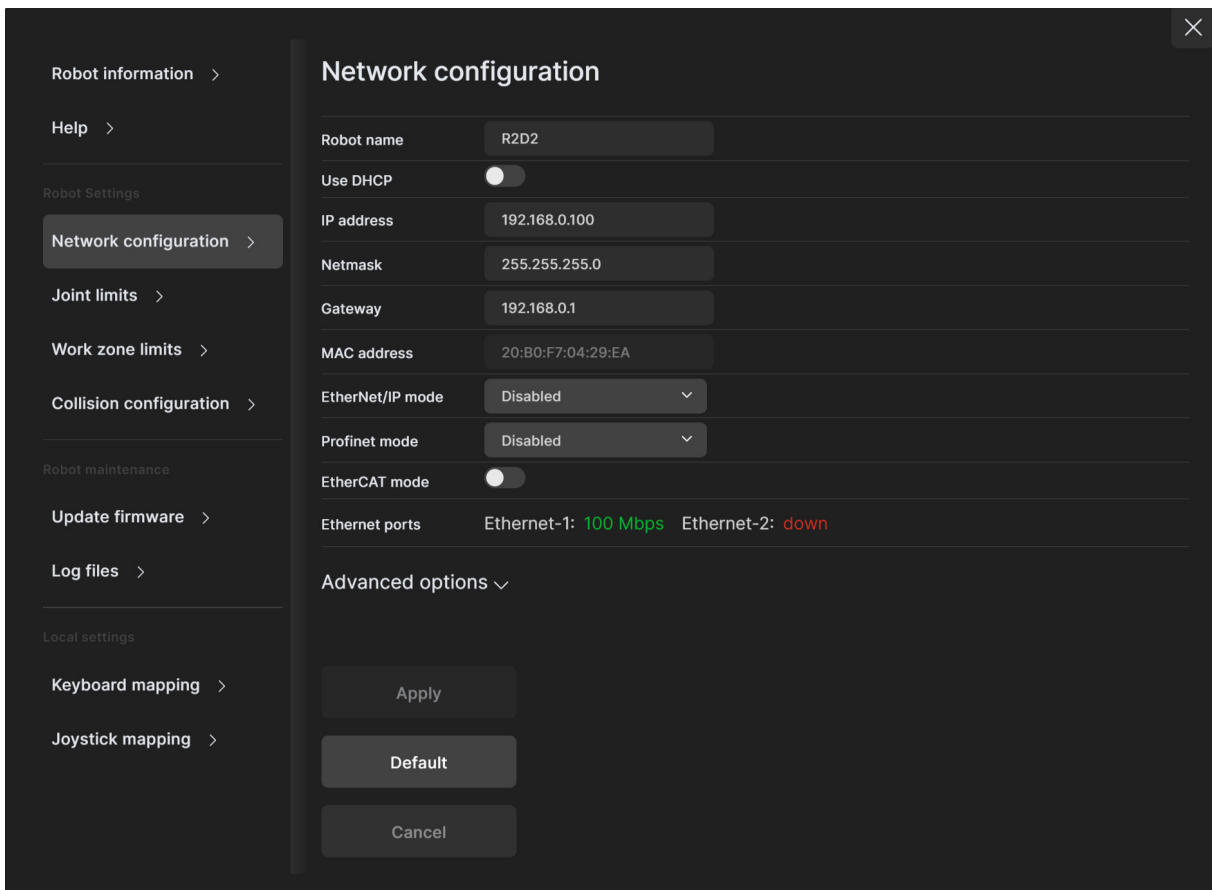 Robot information
Help
Robot Settings
Network configuration
Joint limits
Work zone limits
Collision configuration
Robot maintenance
Update firmware
Log files
Local settings
Keyboard mapping
Joystick mapping
Network configuration
Robot name R2D2
Use DHCP
IP address 192.168.0.100
Netmask 255.255.255.0
Gateway 192.168.0.1
MAC address 20:B0:F7:04:29:EA
EtherNet/IP mode Disabled
Profinet mode Disabled
EtherCAT mode
Ethernet ports Ethernet-1: 100 Mbps Ethernet-2: down
Advanced options
Apply
Default
Cancel